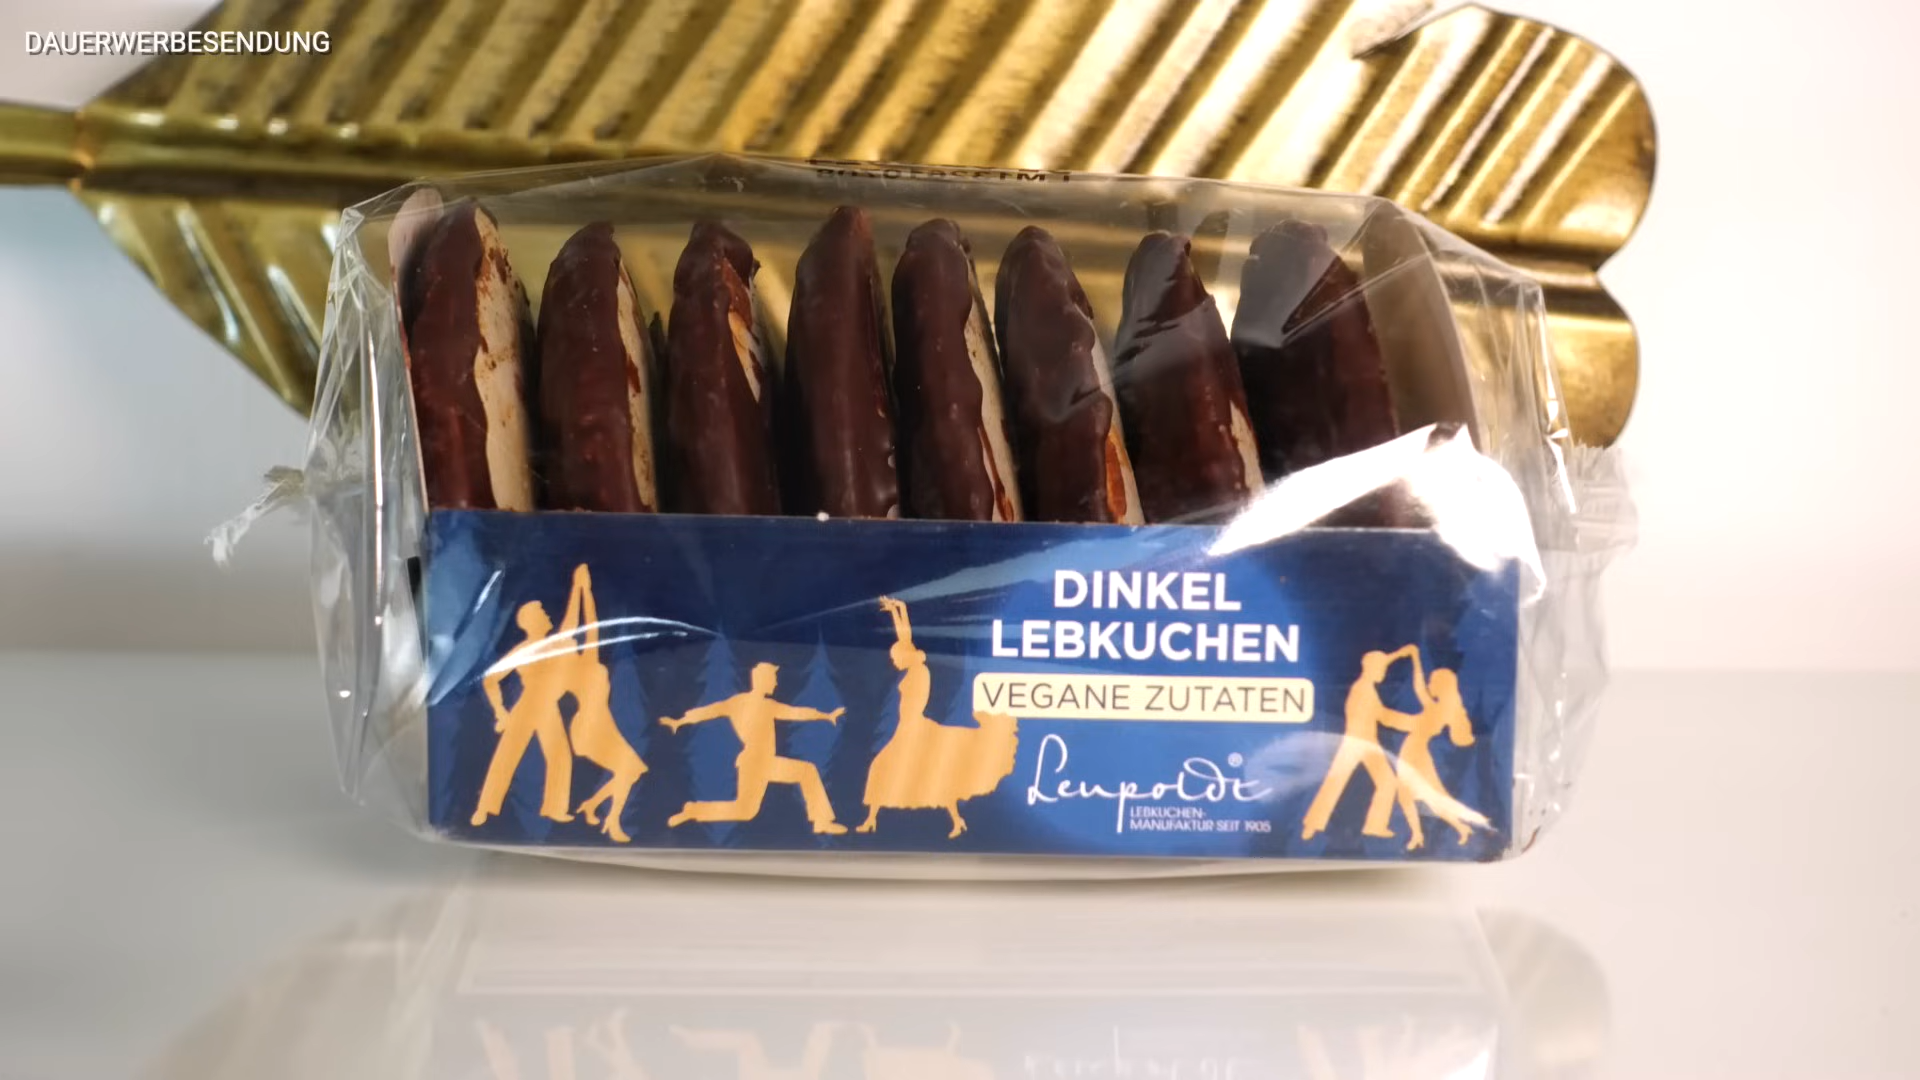 DAUERWERBESENDUNG
DINKEL
LEBKUCHEN
VEGANE ZUTATEN
Leupoldt®
LEBKUCHEN-
MANUFAKTUR SEIT 1905